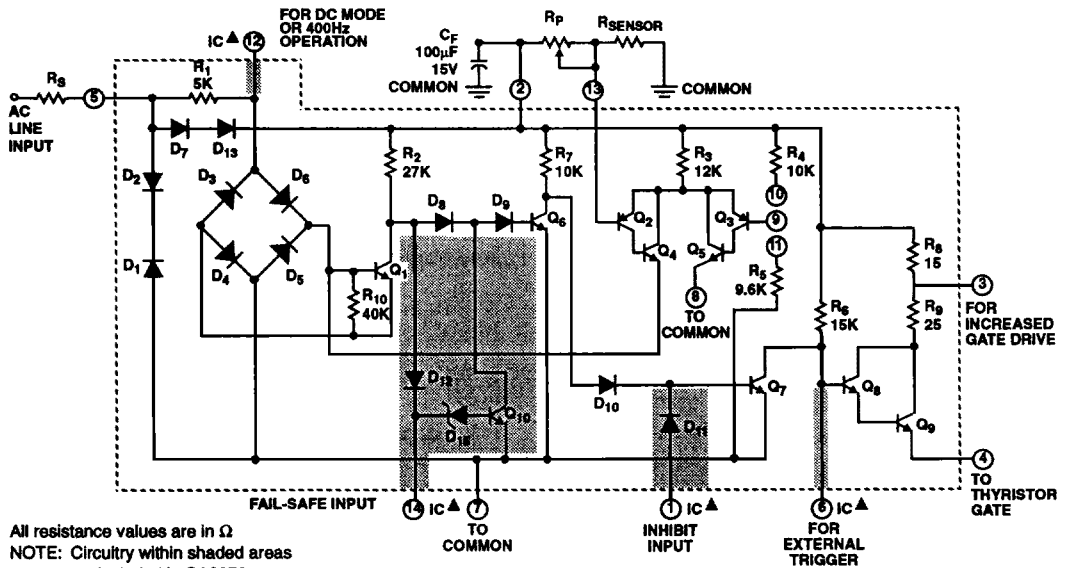 FOR DC MODE
OR 400Hz
OPERATION
IC▲ 12
RS
5
AC
LINE
INPUT
R1
5K
CF
100μF
15V
COMMON
RP
RSENSOR
COMMON
2
13
D7
D13
D2
D1
D3
D6
D4
D5
R2
27K
D8
D9
R7
10K
Q6
Q1
R10
40K
R3
12K
R4
10K
10
Q2
Q3
9
Q4
Q5
11
R5
9.6K
8
TO
COMMON
R8
15
3
FOR
INCREASED
GATE DRIVE
R9
25
R6
15K
D12
D15
Q10
D10
D11
Q7
Q8
Q9
4
TO
THYRISTOR
GATE
FAIL-SAFE INPUT
14 IC▲
7
TO
COMMON
1 IC▲
INHIBIT
INPUT
6 IC▲
FOR
EXTERNAL
TRIGGER
All resistance values are in Ω
NOTE: Circuitry within shaded areas